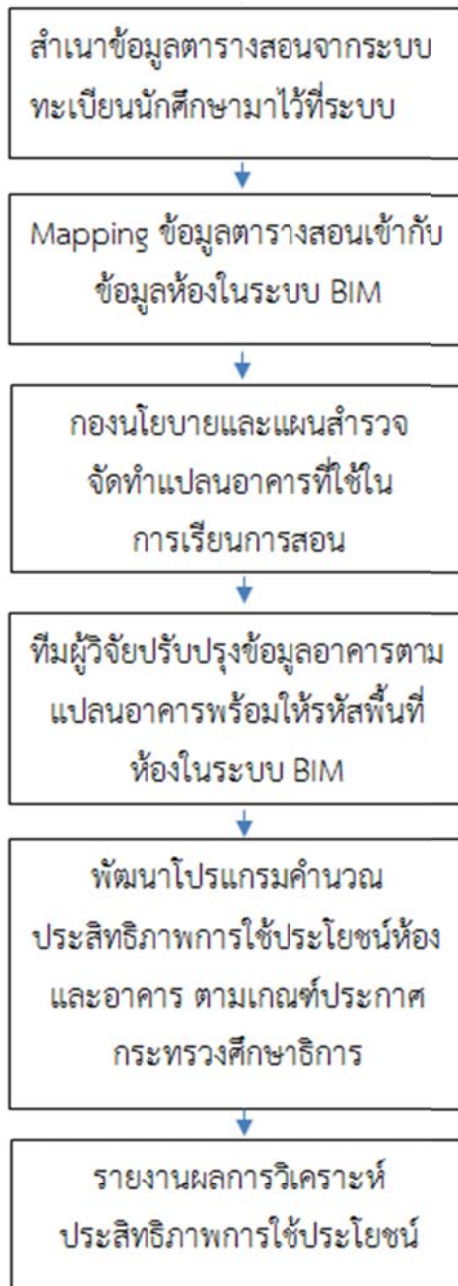 สำเนาข้อมูลตารางสอนจากระบบ
ทะเบียนนักศึกษามาไว้ที่ระบบ
Mapping ข้อมูลตารางสอนเข้ากับ
ข้อมูลห้องในระบบ BIM
กองนโยบายและแผนสำรวจ
จัดทำแปลนอาคารที่ใช้ใน
การเรียนการสอน
ทีมผู้วิจัยปรับปรุงข้อมูลอาคารตาม
แปลนอาคารพร้อมให้รหัสพื้นที่
ห้องในระบบ BIM
พัฒนาโปรแกรมคำนวณ
ประสิทธิภาพการใช้ประโยชน์ห้อง
และอาคาร ตามเกณฑ์ประกาศ
กระทรวงศึกษาธิการ
รายงานผลการวิเคราะห์
ประสิทธิภาพการใช้ประโยชน์